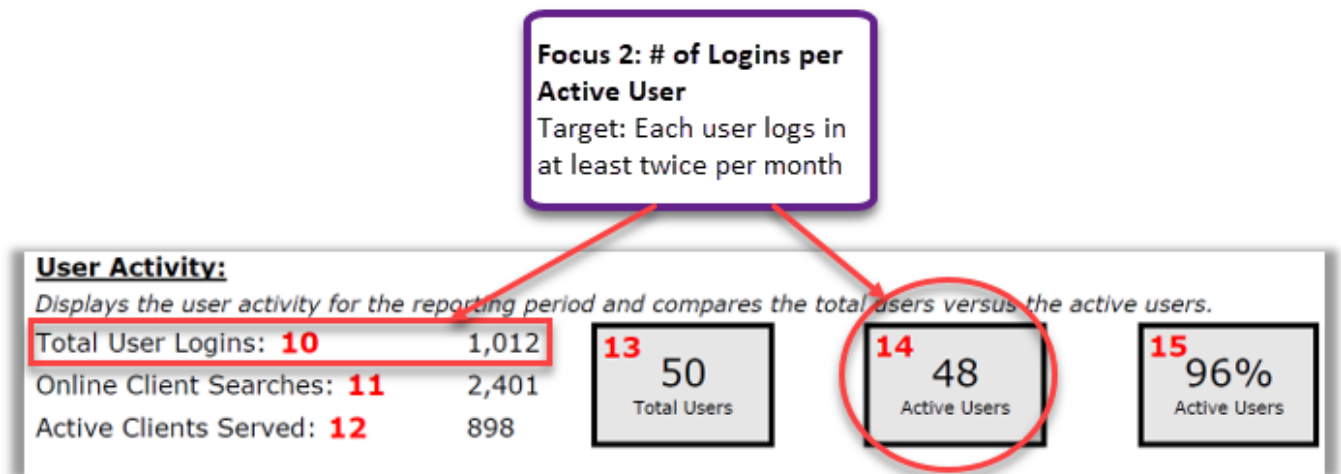 Focus 2: # of Logins per
Active User
Target: Each user logs in
at least twice per month
User Activity:
Displays the user activity for the reporting period and compares the total users versus the active users.
Total User Logins: 10 1,012
Online Client Searches: 11 2,401
Active Clients Served: 12 898
13
50
Total Users
14
48
Active Users
15
96%
Active Users